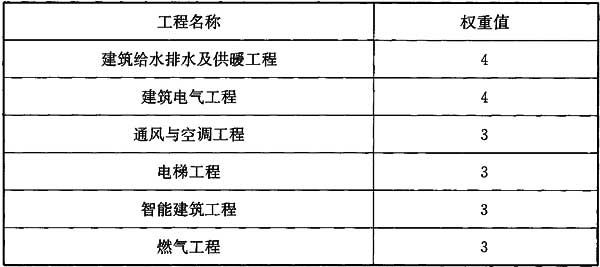 工程名称 权重值
建筑给水排水及供暖工程 4
建筑电气工程 4
通风与空调工程 3
电梯工程 3
智能建筑工程 3
燃气工程 3